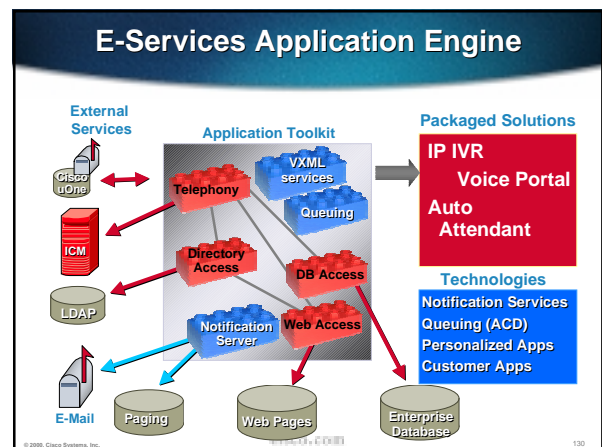 E-Services Application Engine
External
Services
Application Toolkit
Packaged Solutions
Cisco
uOne
Telephony
VXML
services
Queuing
IP IVR
Voice Portal
Auto
Attendant
ICM
Directory
Access
DB Access
Technologies
LDAP
Notification
Server
Web Access
Notification Services
Queuing (ACD)
Personalized Apps
Customer Apps
E-Mail
Paging
Web Pages
Enterprise
Database
© 2000, Cisco Systems, Inc.
130